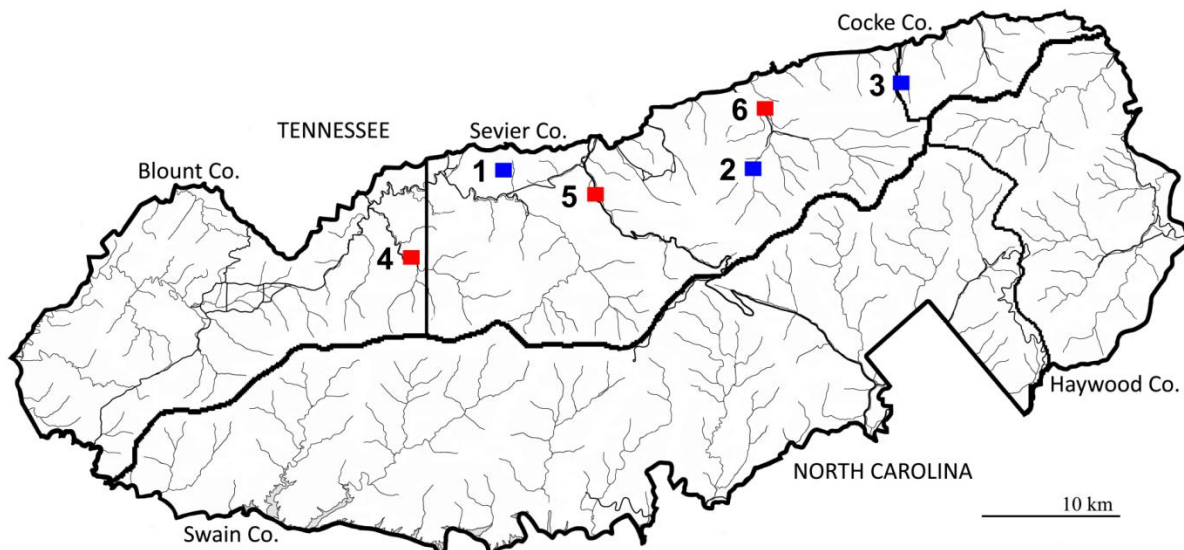 Cocke Co.
3
6
TENNESSEE
Sevier Co.
Blount Co.
1
2
5
4
Haywood Co.
NORTH CAROLINA
10 km
Swain Co.